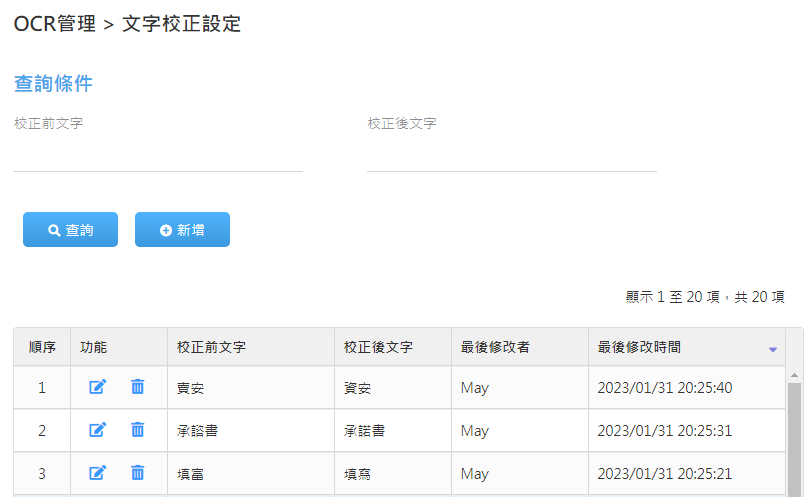 OCR管理 > 文字校正設定
查詢條件
校正前文字 校正後文字
查詢 新增
顯示 1 至 20 項，共 20 項
順序 功能 校正前文字 校正後文字 最後修改者 最後修改時間
1 賣安 資安 May 2023/01/31 20:25:40
2 承諮書 承諾書 May 2023/01/31 20:25:31
3 填富 填寫 May 2023/01/31 20:25:21